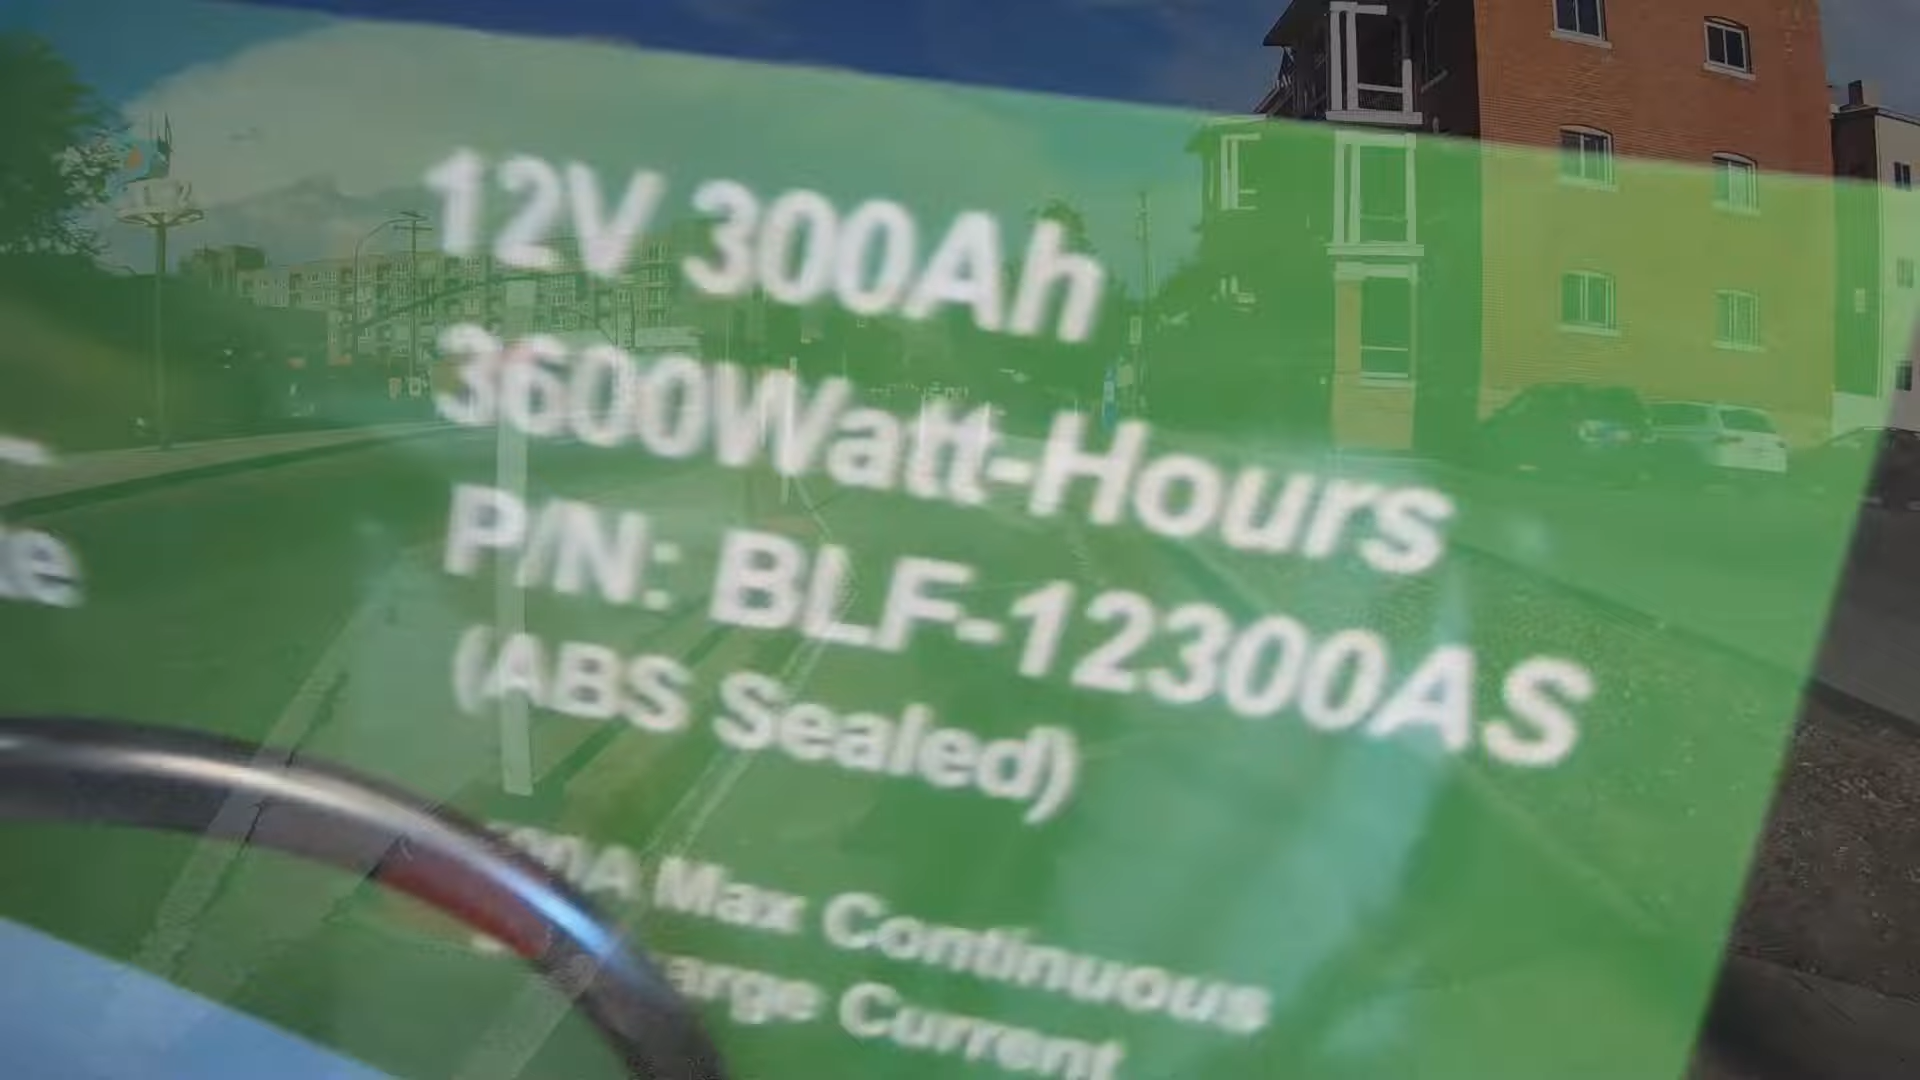 12V 300Ah
3600Watt-Hours
P/N: BLF-12300AS
(ABS Sealed)
Max Continuous
Current